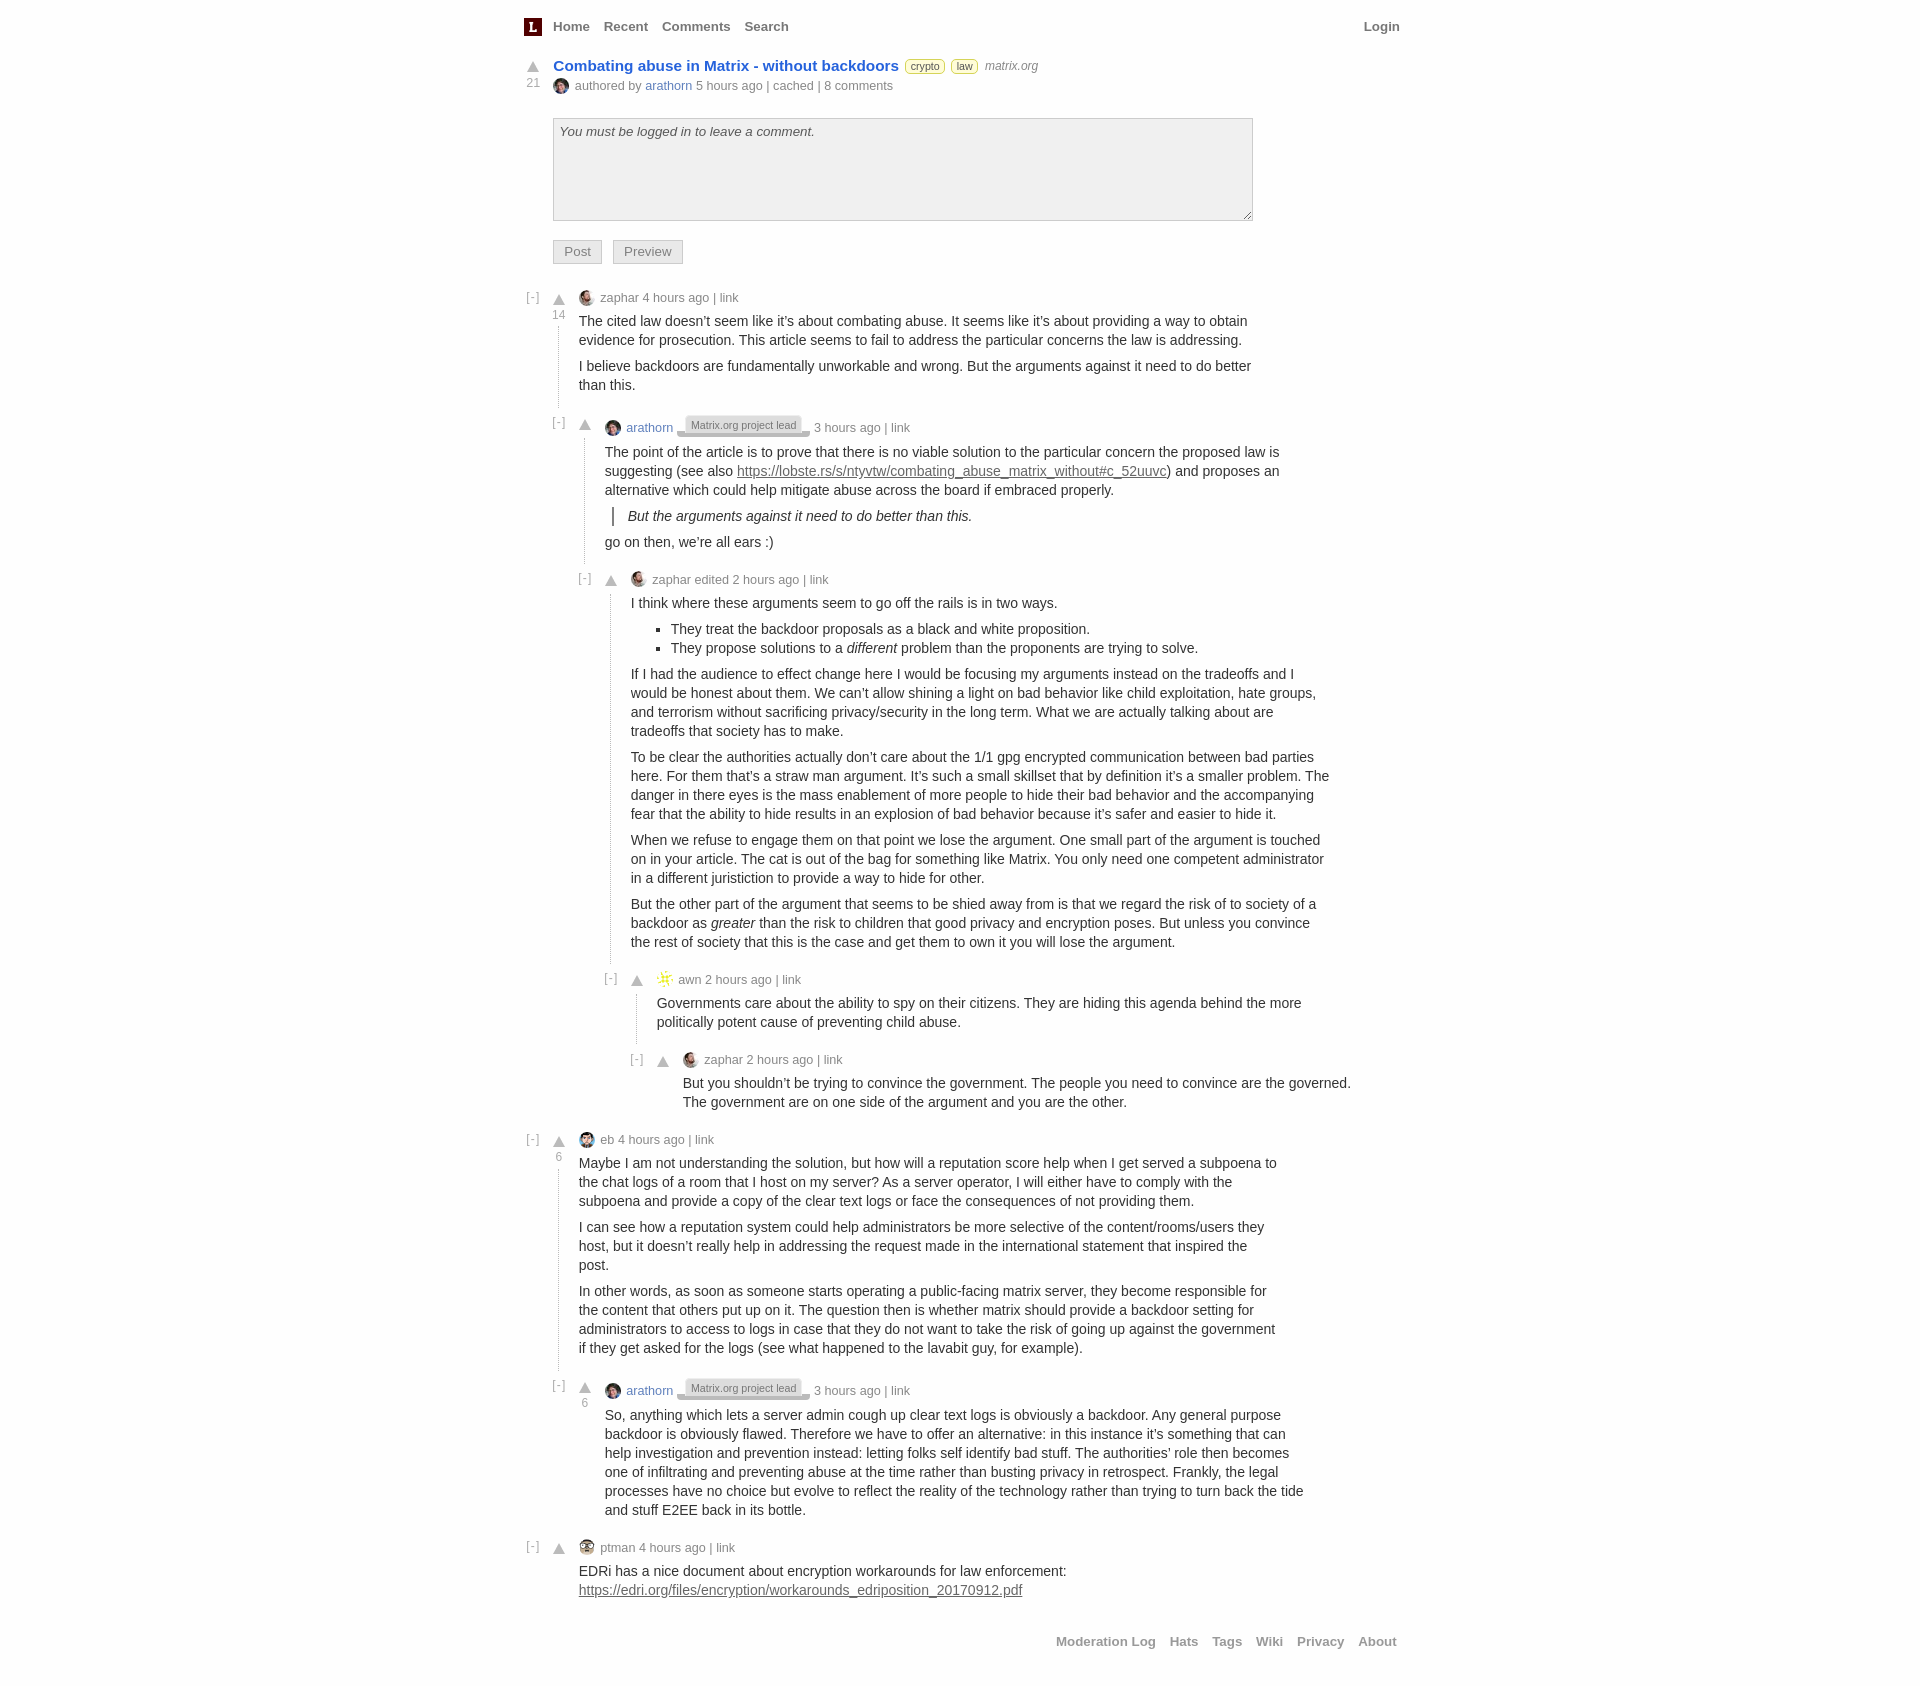 L Home Recent Comments Search Login
Combating abuse in Matrix - without backdoors crypto law matrix.org
21 authored by arathorn 5 hours ago | cached | 8 comments
You must be logged in to leave a comment.
Post Preview
[-] zaphar 4 hours ago | link
14
The cited law doesn’t seem like it’s about combating abuse. It seems like it’s about providing a way to obtain
evidence for prosecution. This article seems to fail to address the particular concerns the law is addressing.
I believe backdoors are fundamentally unworkable and wrong. But the arguments against it need to do better
than this.
[-] arathorn Matrix.org project lead 3 hours ago | link
The point of the article is to prove that there is no viable solution to the particular concern the proposed law is
suggesting (see also https://lobste.rs/s/ntyvtw/combating_abuse_matrix_without#c_52uuvc) and proposes an
alternative which could help mitigate abuse across the board if embraced properly.
But the arguments against it need to do better than this.
go on then, we’re all ears :)
[-] zaphar edited 2 hours ago | link
I think where these arguments seem to go off the rails is in two ways.
▪ They treat the backdoor proposals as a black and white proposition.
▪ They propose solutions to a different problem than the proponents are trying to solve.
If I had the audience to effect change here I would be focusing my arguments instead on the tradeoffs and I
would be honest about them. We can’t allow shining a light on bad behavior like child exploitation, hate groups,
and terrorism without sacrificing privacy/security in the long term. What we are actually talking about are
tradeoffs that society has to make.
To be clear the authorities actually don’t care about the 1/1 gpg encrypted communication between bad parties
here. For them that’s a straw man argument. It’s such a small skillset that by definition it’s a smaller problem. The
danger in there eyes is the mass enablement of more people to hide their bad behavior and the accompanying
fear that the ability to hide results in an explosion of bad behavior because it’s safer and easier to hide it.
When we refuse to engage them on that point we lose the argument. One small part of the argument is touched
on in your article. The cat is out of the bag for something like Matrix. You only need one competent administrator
in a different juristiction to provide a way to hide for other.
But the other part of the argument that seems to be shied away from is that we regard the risk of to society of a
backdoor as greater than the risk to children that good privacy and encryption poses. But unless you convince
the rest of society that this is the case and get them to own it you will lose the argument.
[-] awn 2 hours ago | link
Governments care about the ability to spy on their citizens. They are hiding this agenda behind the more
politically potent cause of preventing child abuse.
[-] zaphar 2 hours ago | link
But you shouldn’t be trying to convince the government. The people you need to convince are the governed.
The government are on one side of the argument and you are the other.
[-] eb 4 hours ago | link
6
Maybe I am not understanding the solution, but how will a reputation score help when I get served a subpoena to
the chat logs of a room that I host on my server? As a server operator, I will either have to comply with the
subpoena and provide a copy of the clear text logs or face the consequences of not providing them.
I can see how a reputation system could help administrators be more selective of the content/rooms/users they
host, but it doesn’t really help in addressing the request made in the international statement that inspired the
post.
In other words, as soon as someone starts operating a public-facing matrix server, they become responsible for
the content that others put up on it. The question then is whether matrix should provide a backdoor setting for
administrators to access to logs in case that they do not want to take the risk of going up against the government
if they get asked for the logs (see what happened to the lavabit guy, for example).
[-] arathorn Matrix.org project lead 3 hours ago | link
6
So, anything which lets a server admin cough up clear text logs is obviously a backdoor. Any general purpose
backdoor is obviously flawed. Therefore we have to offer an alternative: in this instance it’s something that can
help investigation and prevention instead: letting folks self identify bad stuff. The authorities’ role then becomes
one of infiltrating and preventing abuse at the time rather than busting privacy in retrospect. Frankly, the legal
processes have no choice but evolve to reflect the reality of the technology rather than trying to turn back the tide
and stuff E2EE back in its bottle.
[-] ptman 4 hours ago | link
EDRi has a nice document about encryption workarounds for law enforcement:
https://edri.org/files/encryption/workarounds_edriposition_20170912.pdf
Moderation Log Hats Tags Wiki Privacy About